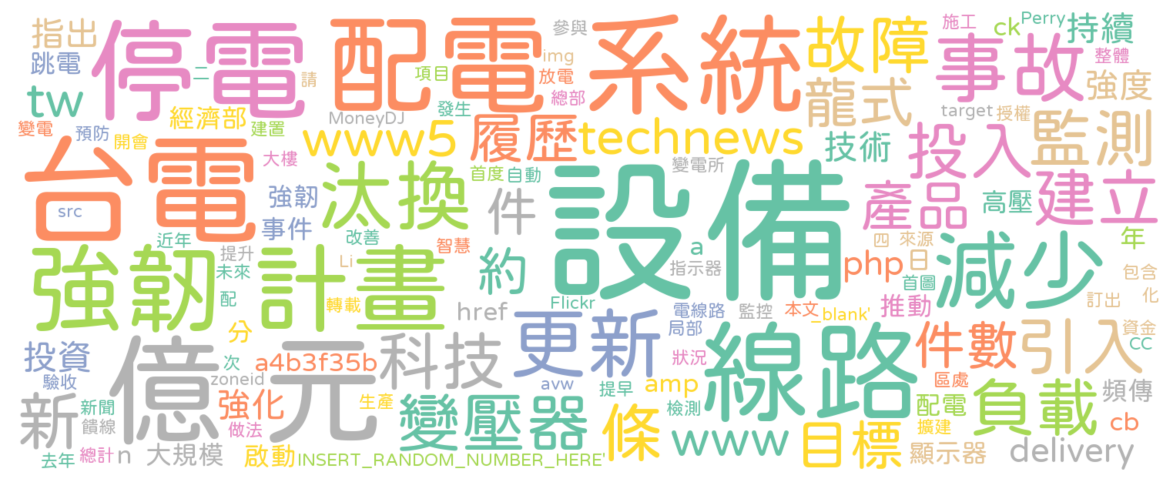 指出 停電 配電 系統 故障 事故 持續
參與 施工 ck Perry 整體
跳電 二 請 項目 img 放電 總部 龍式 強度
tw 經濟部 發生 target 授權
變電 預防 開會 建置 MoneyDJ 履歷 technews 技術 投入 監測
www5
台電 大樓 汰換 首度 自動 變電所 設備 產品 高壓 建立
src 強韌 件
近年 事件 改善 智慧 a 四 來源 年
強韌 計畫 提升 未來 Li 約 指示器 php 日 首圖 減少 包含
配 轉載 href Flickr 電線路 監控 本文 _blank' 推動 訂出 化
分 億元 科技 更新 局部 線路 件數 引入 資金
投資 次 a4b3f35b 狀況 CC
驗收 zoneid avw 提早 amp 區處 頻傳
新 新聞 強化 生產 變壓器 條 檢測 配電 負載 cb
饋線 做法 www 目標 擴建
去年 總計 n 大規模 啟動 INSERT_RANDOM_NUMBER_HERE' 顯示器 delivery